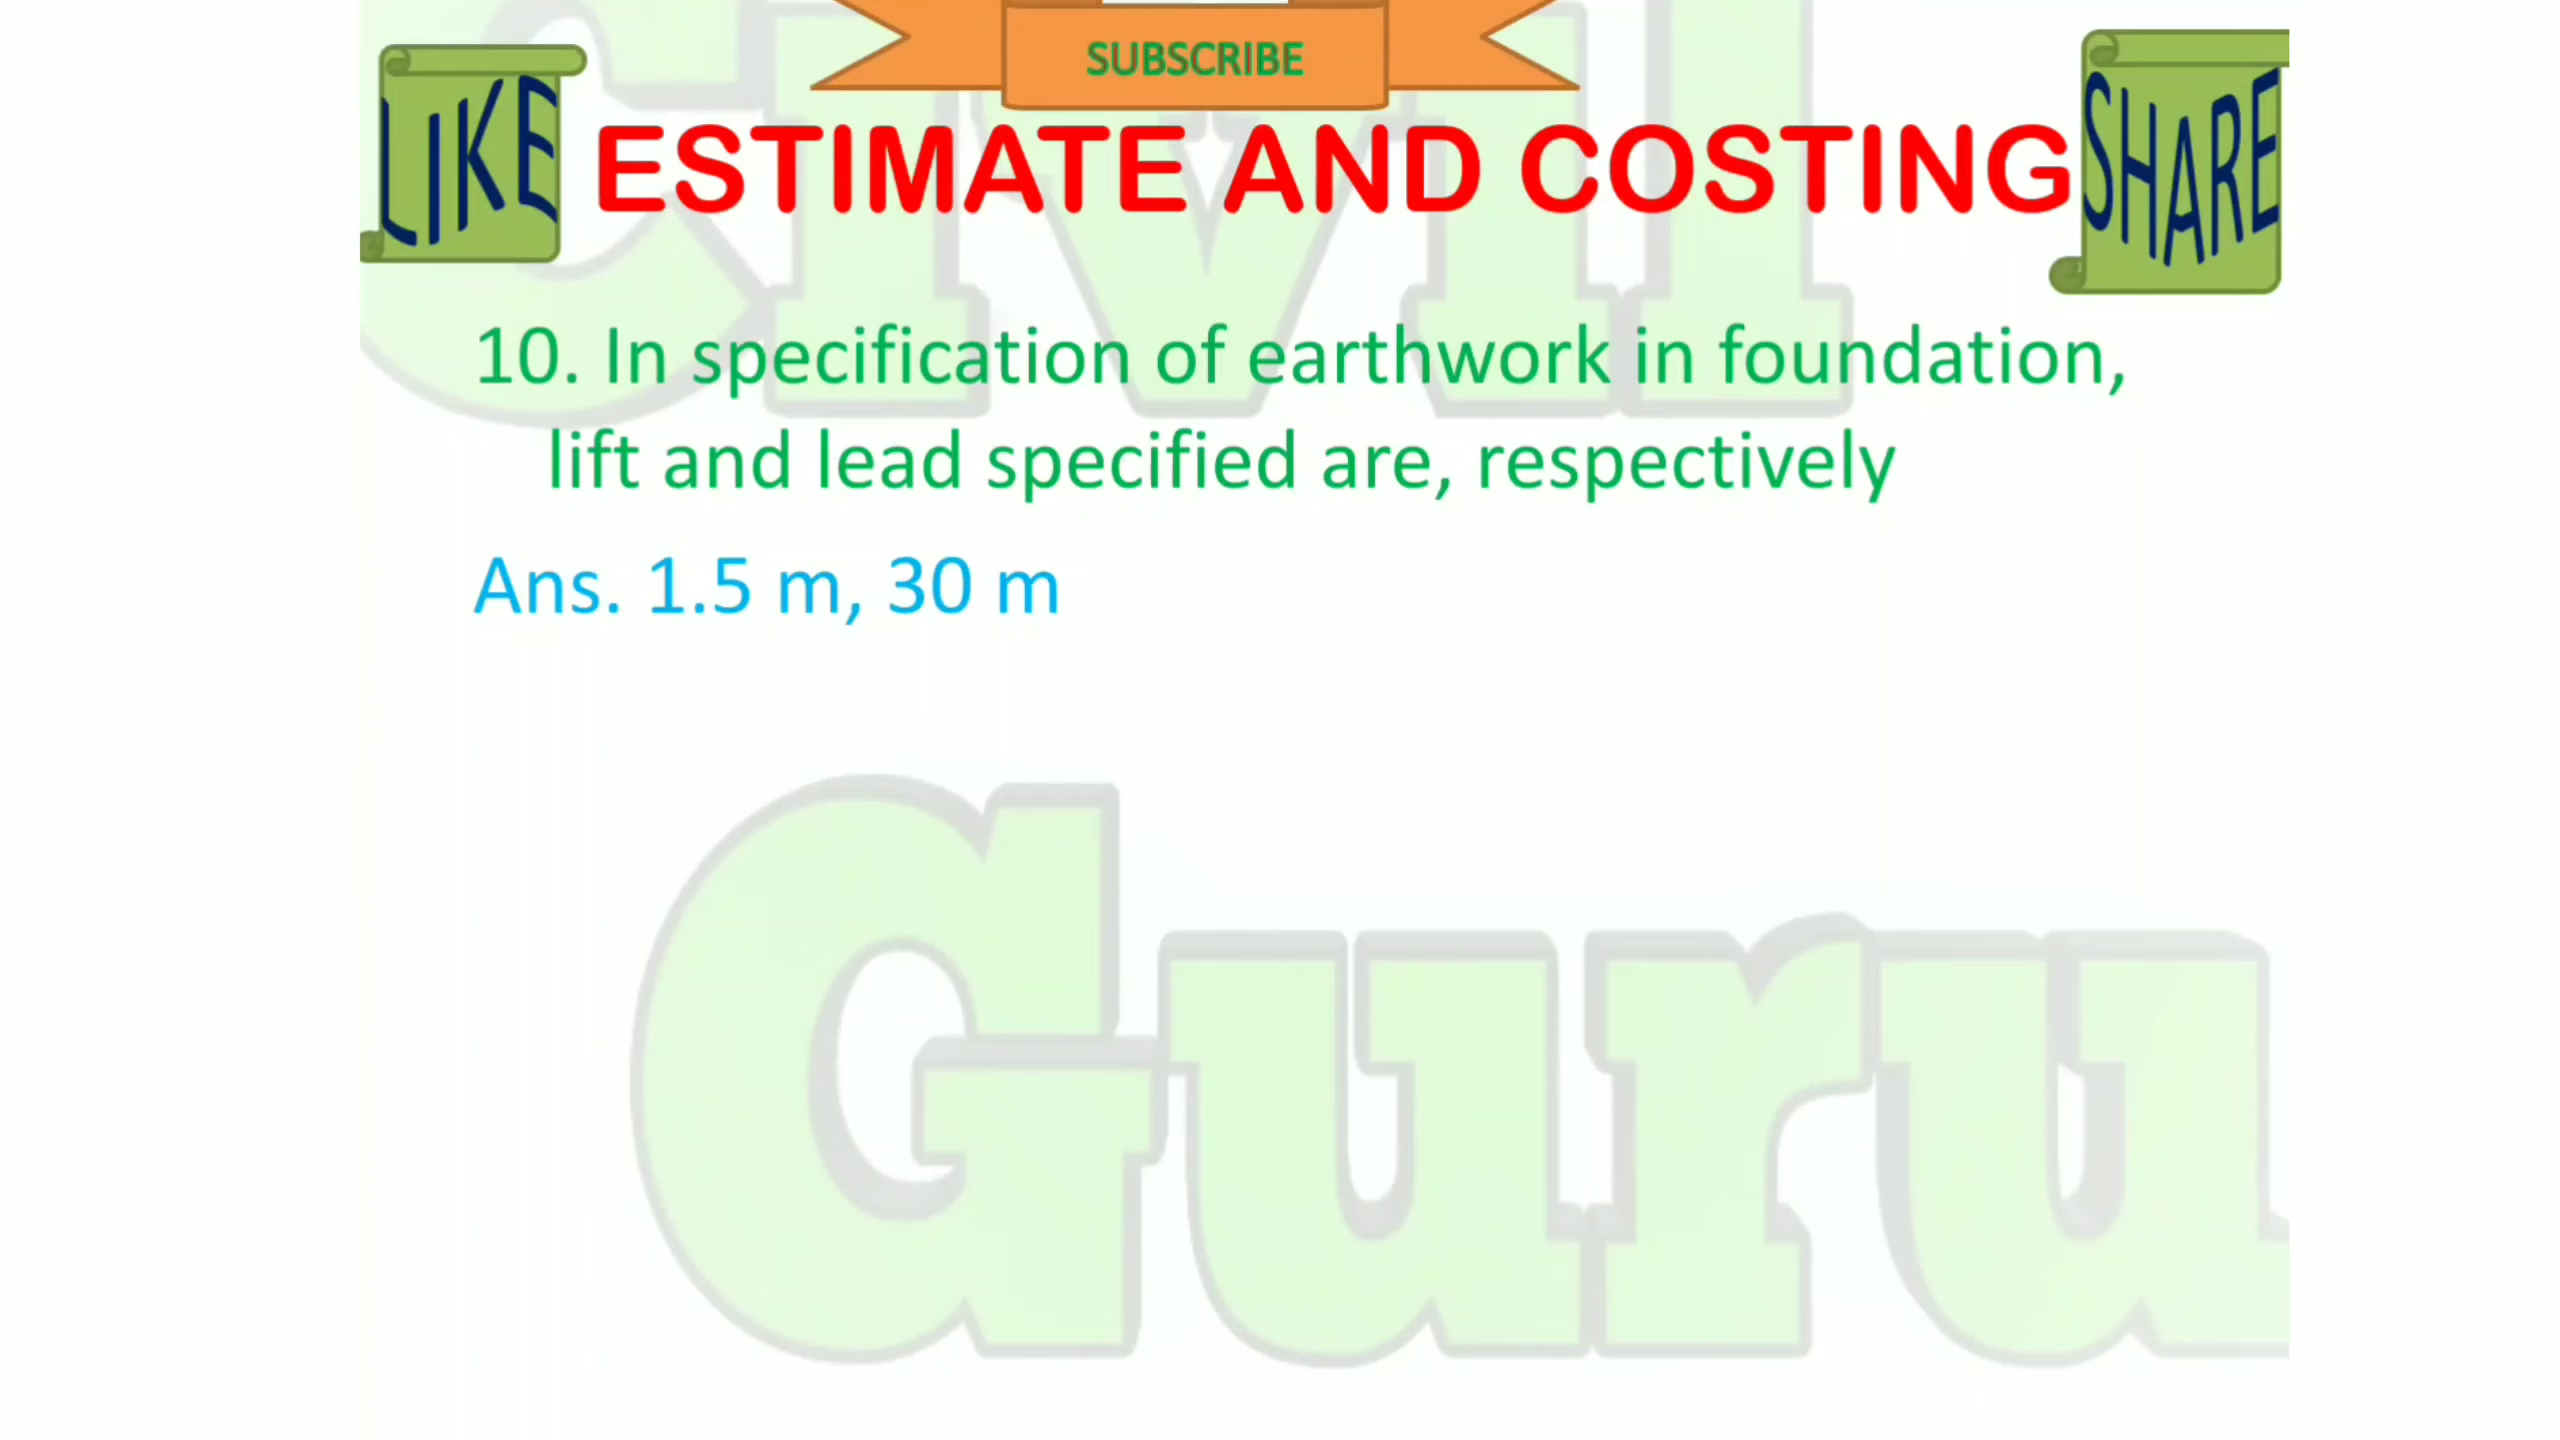 SUBSCRIBE
LIKE
ESTIMATE AND COSTING
SHARE
Civil
10. In specification of earthwork in foundation,
lift and lead specified are, respectively
Ans. 1.5 m, 30 m
Guru